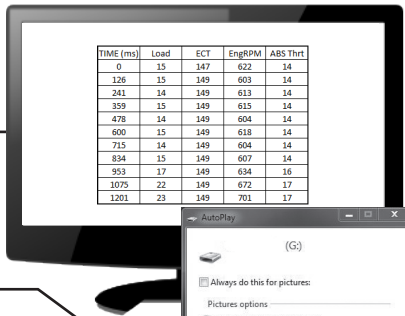 TIME (ms) Load ECT EngRPM ABS Thrt
0 15 147 622 14
126 15 149 603 14
241 14 149 613 14
359 15 149 615 14
478 14 149 604 14
600 15 149 618 14
715 14 149 604 14
834 15 149 607 14
953 17 149 634 16
1075 22 149 672 17
1201 23 149 701 17
AutoPlay
(G:)
Always do this for pictures:
Pictures options